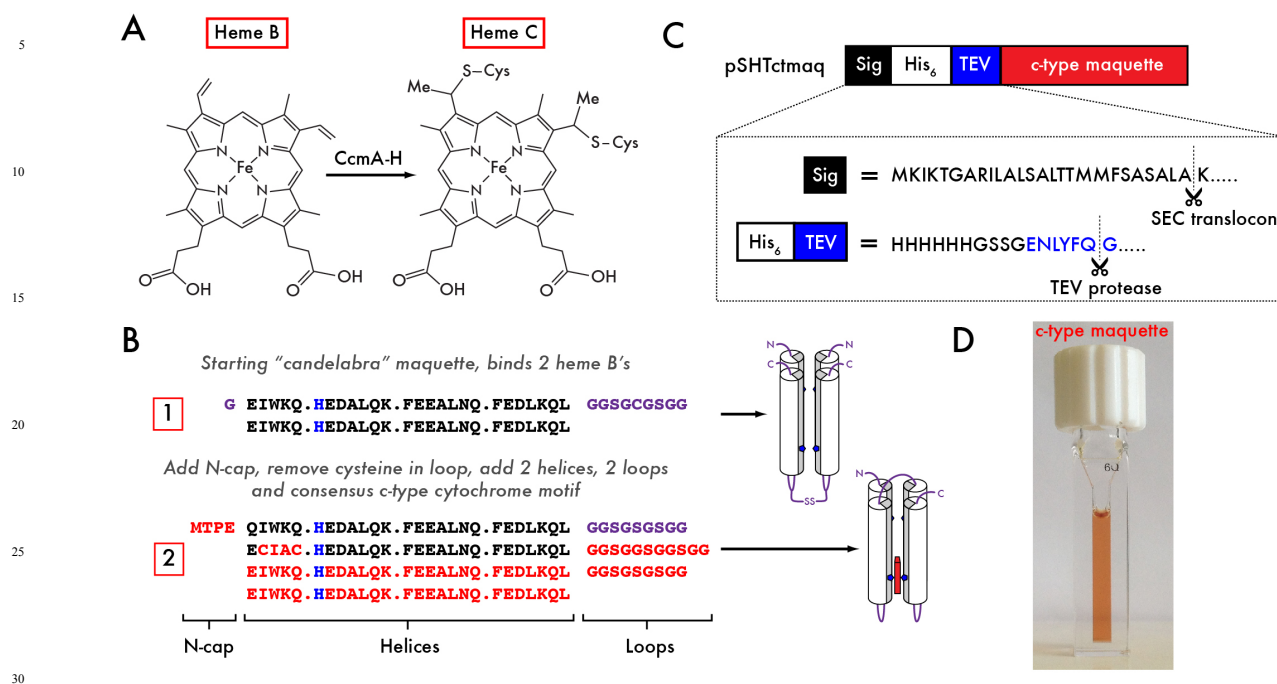 5
10
15
20
25
30
A
Heme B
Heme C
S–Cys
Me
Me
S–Cys
N
N
Fe
N
N
CcmA-H
N
N
Fe
N
N
O
OH
O
OH
O
OH
O
OH
B
Starting "candelabra" maquette, binds 2 heme B's
1
G EIWKQ.HEDALQK.FEEALNQ.FEDLKQL GGSGCGSGG
EIWKQ.HEDALQK.FEEALNQ.FEDLKQL
Add N-cap, remove cysteine in loop, add 2 helices, 2 loops
and consensus c-type cytochrome motif
2
MTPE QIWKQ.HEDALQK.FEEALNQ.FEDLKQL GGSGSGSGG
ECIAC.HEDALQK.FEEALNQ.FEDLKQL GGSGGSGGSGG
EIWKQ.HEDALQK.FEEALNQ.FEDLKQL GGSGSGSGG
EIWKQ.HEDALQK.FEEALNQ.FEDLKQL
N-cap
Helices
Loops
N
C
SS
N
C
C
pSHTctmaq
Sig
His6
TEV
c-type maquette
Sig = MKIKTGARILALSALTTMMFSASALA K.....
SEC translocon
His6 TEV = HHHHHHGSSGENLYFQ G.....
TEV protease
D
c-type maquette